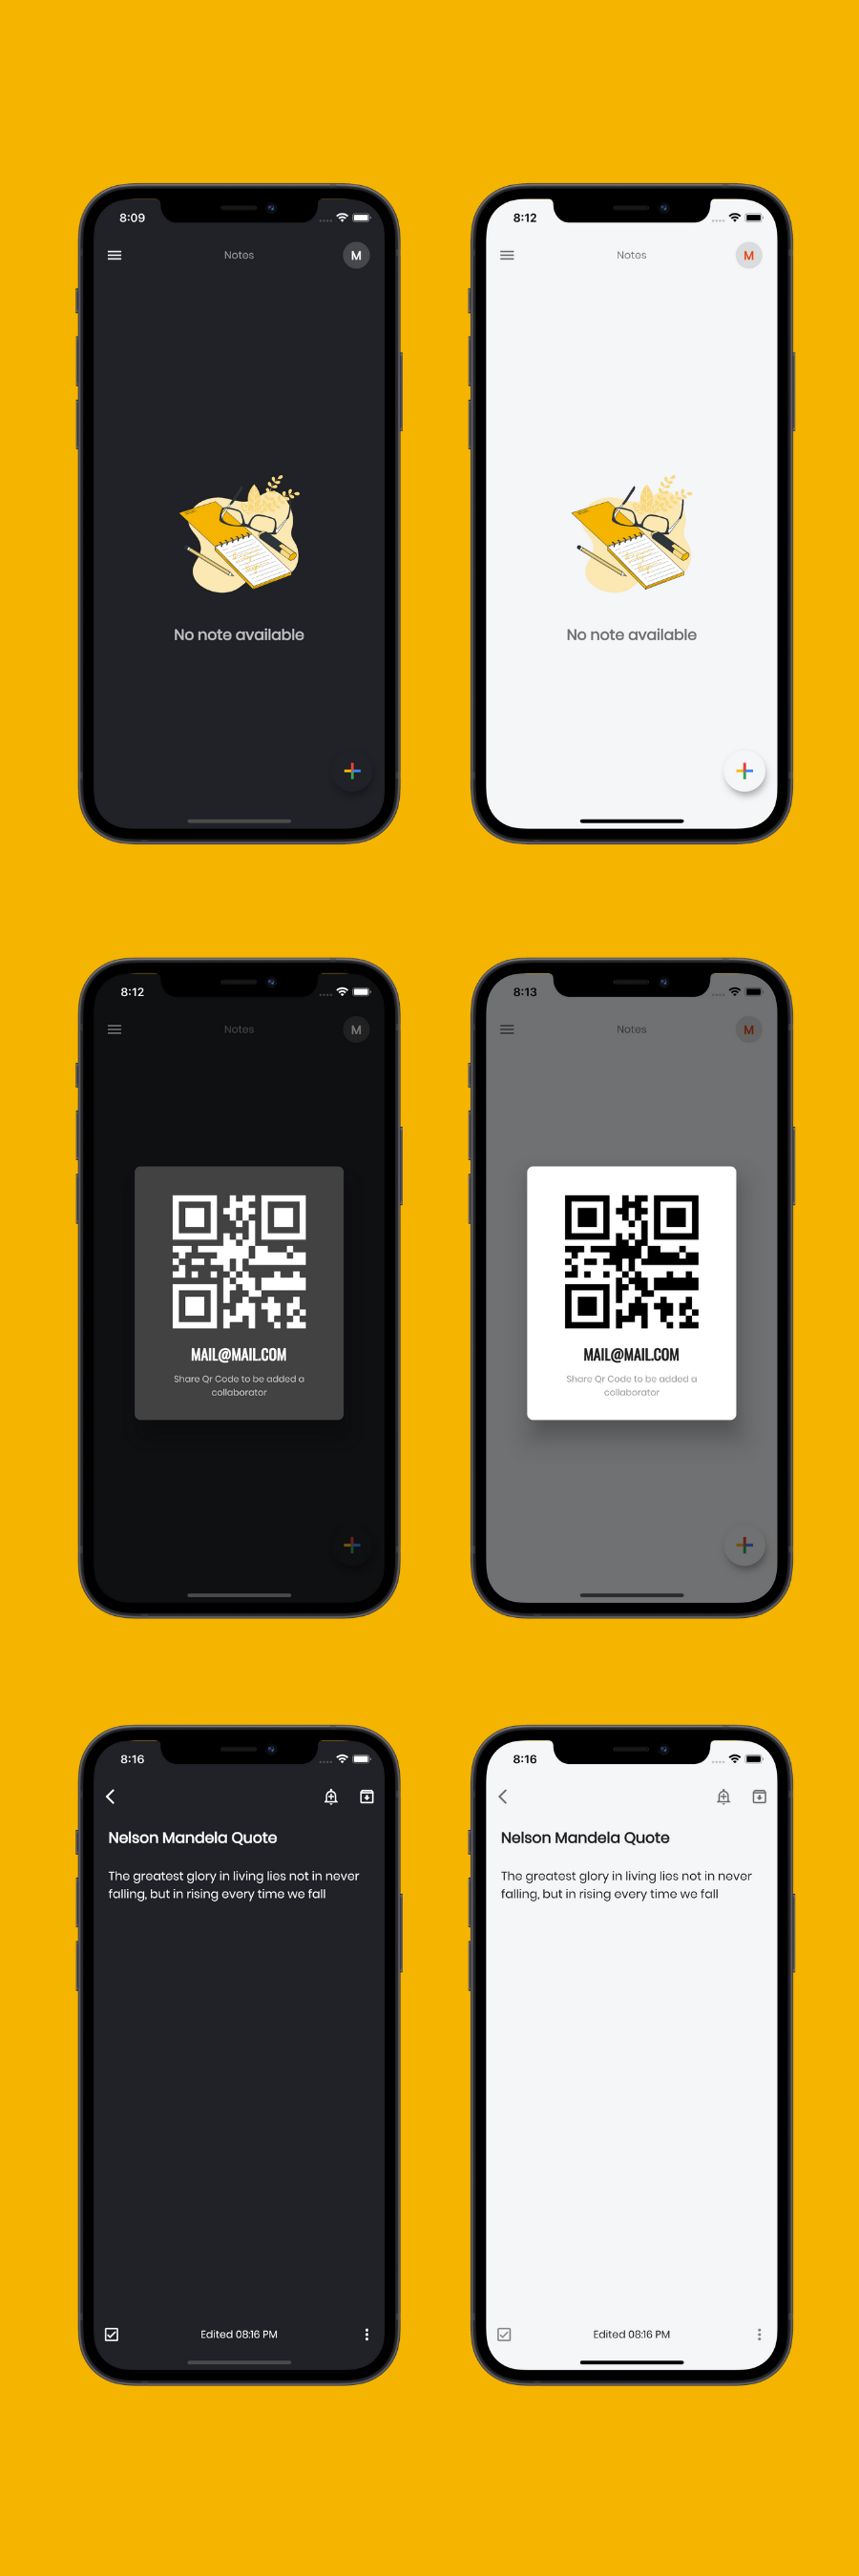 8:09
Notes
M
No note available
8:12
Notes
M
No note available
8:12
Notes
M
MAIL@MAIL.COM
Share Qr Code to be added a
collaborator
8:13
Notes
M
MAIL@MAIL.COM
Share Qr Code to be added a
collaborator
8:16
Nelson Mandela Quote
The greatest glory in living lies not in never
falling, but in rising every time we fall
Edited 08:16 PM
8:16
Nelson Mandela Quote
The greatest glory in living lies not in never
falling, but in rising every time we fall
Edited 08:16 PM